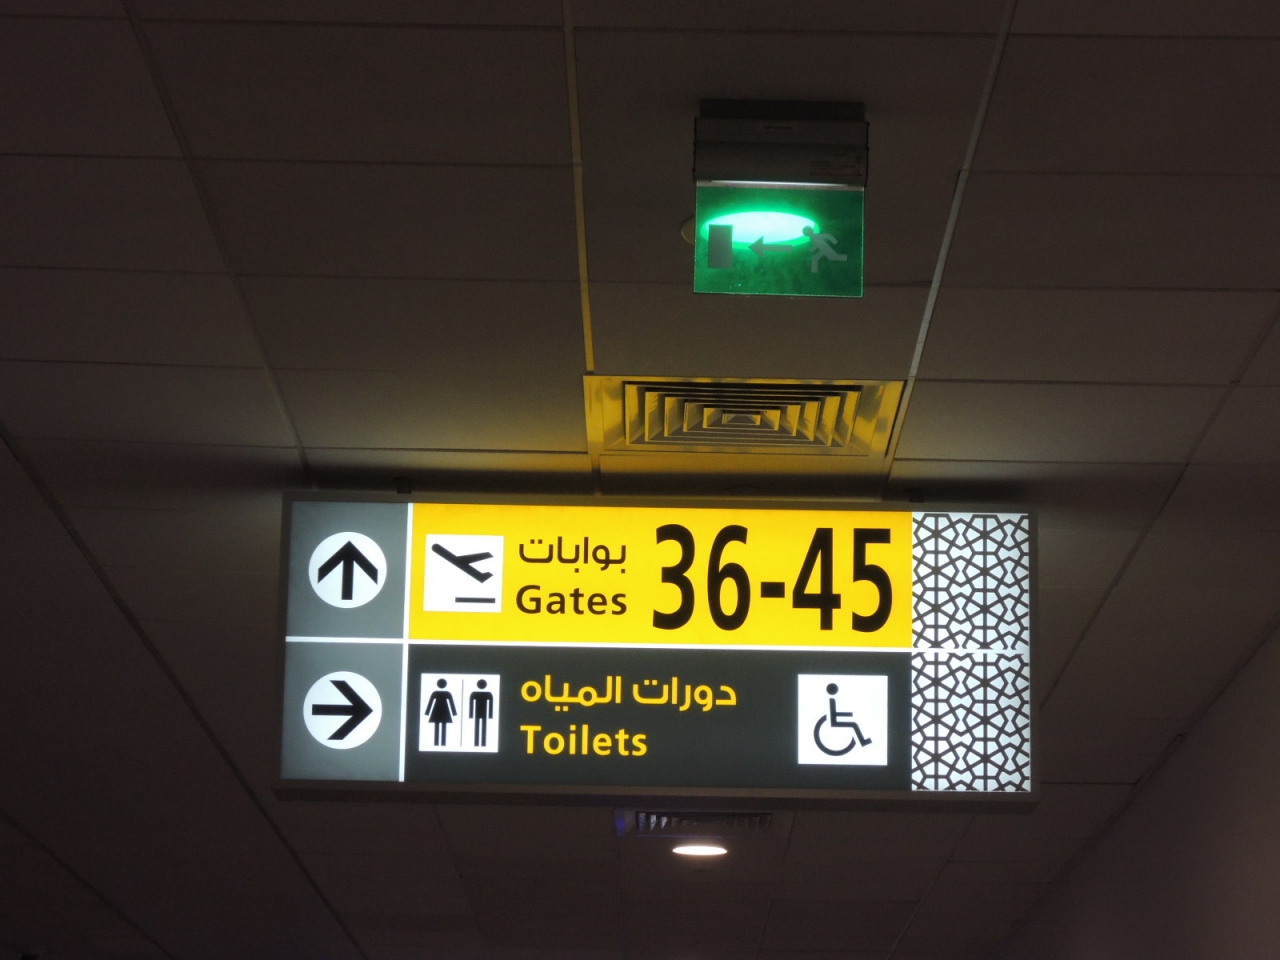 بوابات
Gates
36-45
دورات المياه
Toilets